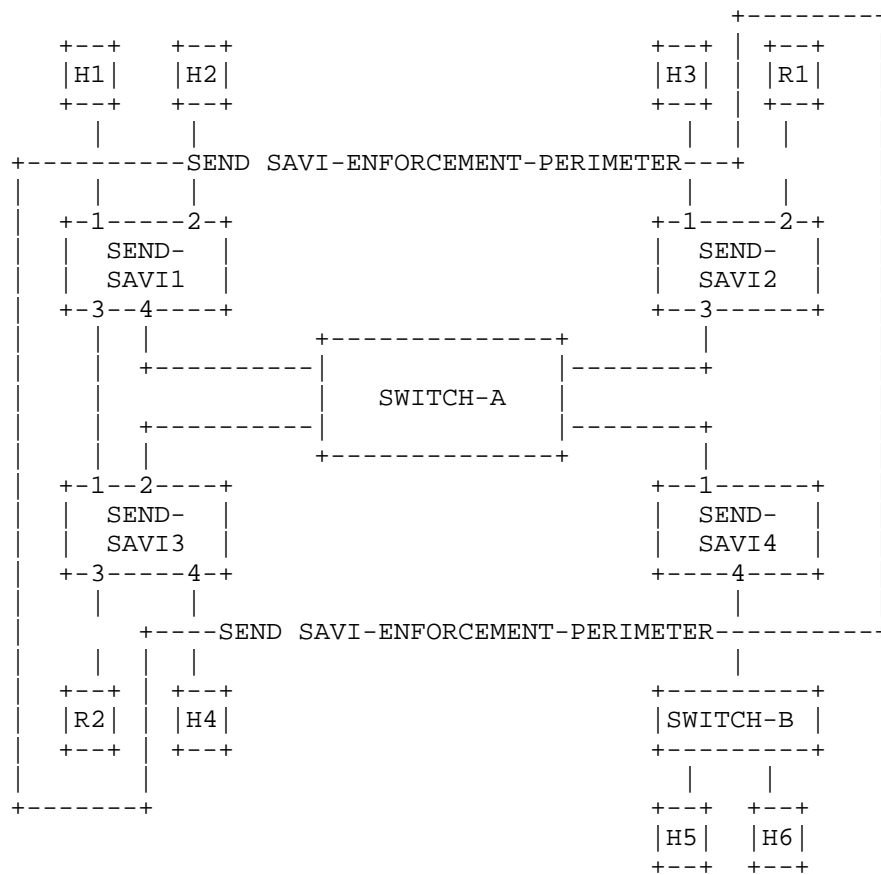 H1 H2 H3 R1
SEND SAVI-ENFORCEMENT-PERIMETER
1 2 1 2
SEND- SEND-
SAVI1 SAVI2
3 4 3
SWITCH-A
1 2 1
SEND- SEND-
SAVI3 SAVI4
3 4 4
SEND SAVI-ENFORCEMENT-PERIMETER
R2 H4 SWITCH-B
H5 H6